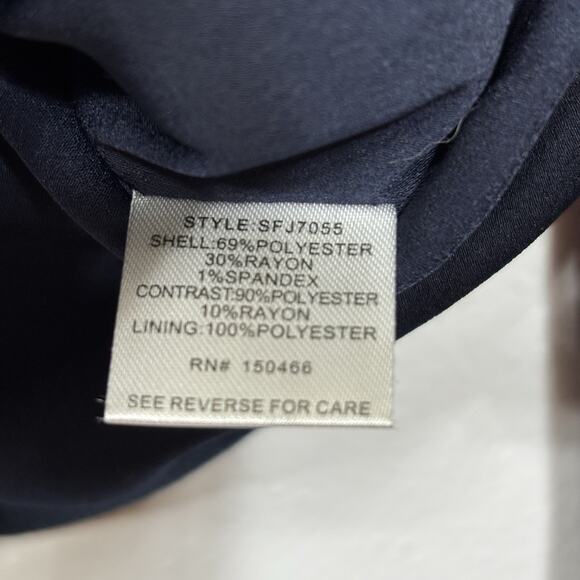 STYLE:SFJ7055
SHELL:69%POLYESTER
30%RAYON
1%SPANDEX
CONTRAST:90%POLYESTER
10%RAYON
LINING:100%POLYESTER
RN# 150466
SEE REVERSE FOR CARE